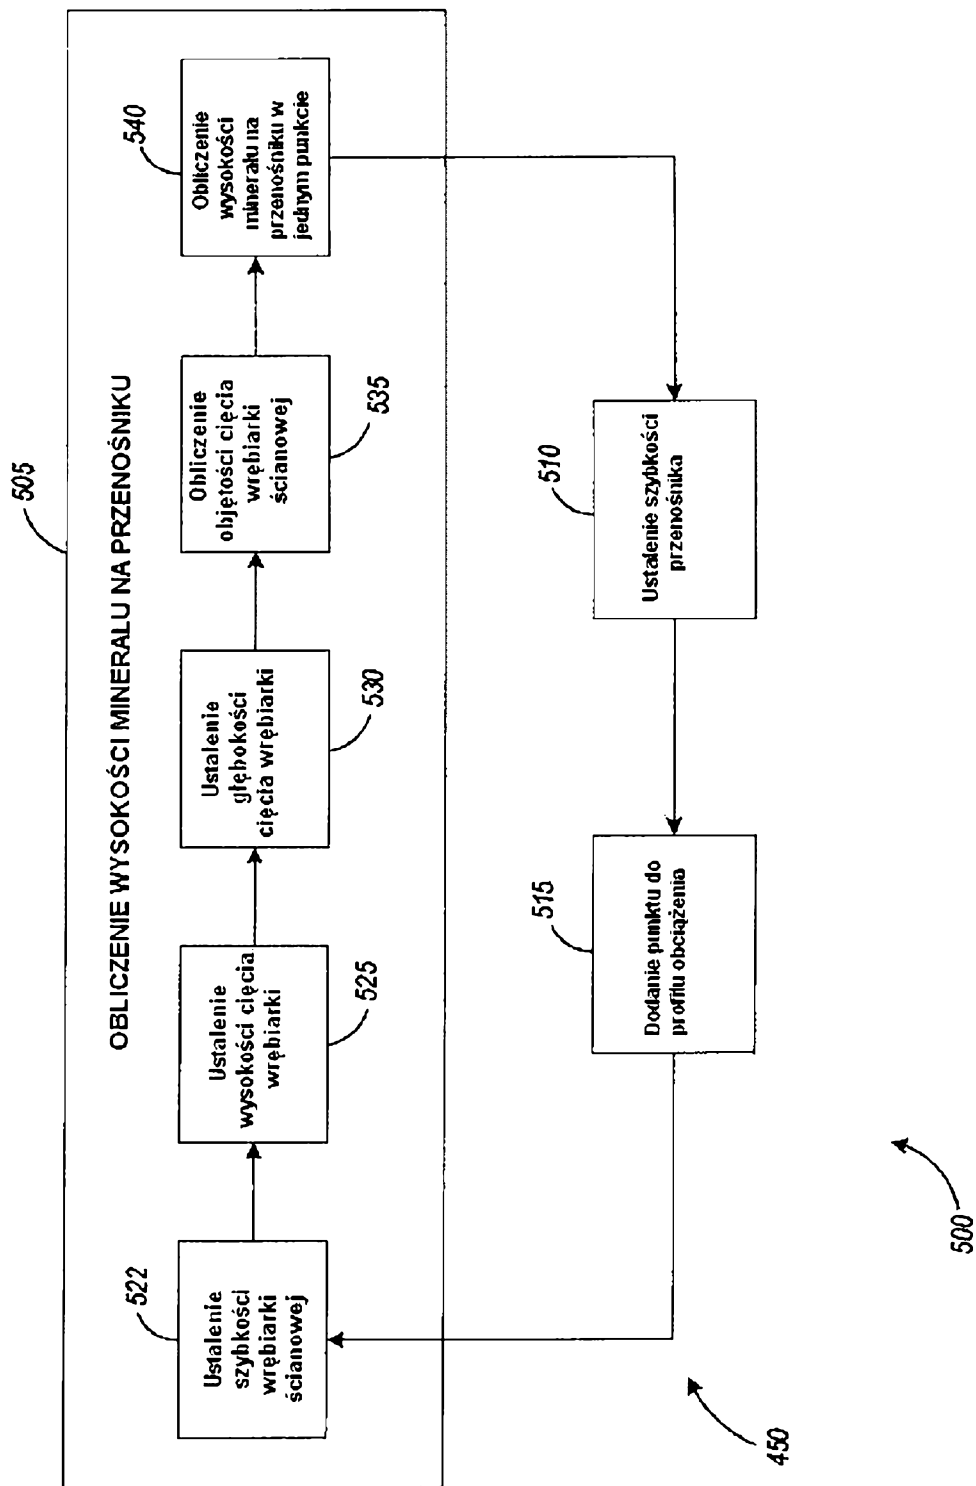 505
OBLICZENIE WYSOKOŚCI MINERALU NA PRZENOŚNIKU
522
Ustalenie
szybkości
wrębiarki
ścianowej
525
Ustalenie
wysokości cięcia
wrębiarki
530
Ustalenie
głębokości
cięcia wrębiarki
535
Obliczenie
objętości cięcia
wrębiarki
ścianowej
540
Obliczenie
wysokości
minerału na
przenośniku w
jednym punkcie
510
Ustalenie szybkości
przenośnika
515
Dodanie punktu do
profilu obciążenia
450
500